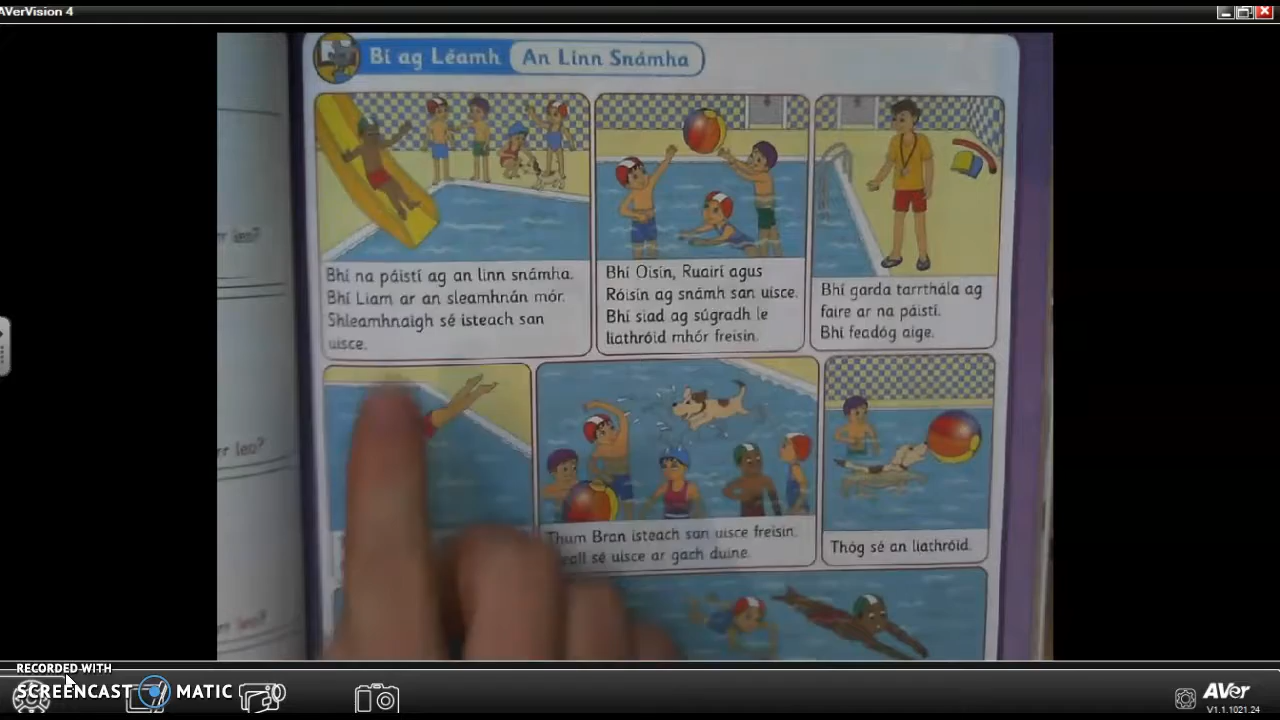 AVerVision 4
Bí ag Léamh
An Linn Snámha
Bhí na páistí ag an linn snámha.
Bhí Liam ar an sleamhnán mór.
Shleamhnaigh sé isteach san
uisce.
Bhí Oisín, Ruairí agus
Róisín ag snámh san uisce.
Bhí siad ag súgradh le
liathróid mhór freisin.
Bhí garda tarrthála ag
faire ar na páistí.
Bhí feadóg aige.
Thum Bran isteach san uisce freisin.
sé uisce ar gach duine.
Thóg sé an liathróid.
leo?
leo?
leo?
RECORDED WITH
SCREENCAST MATIC
AVer
V1.1.1021.24